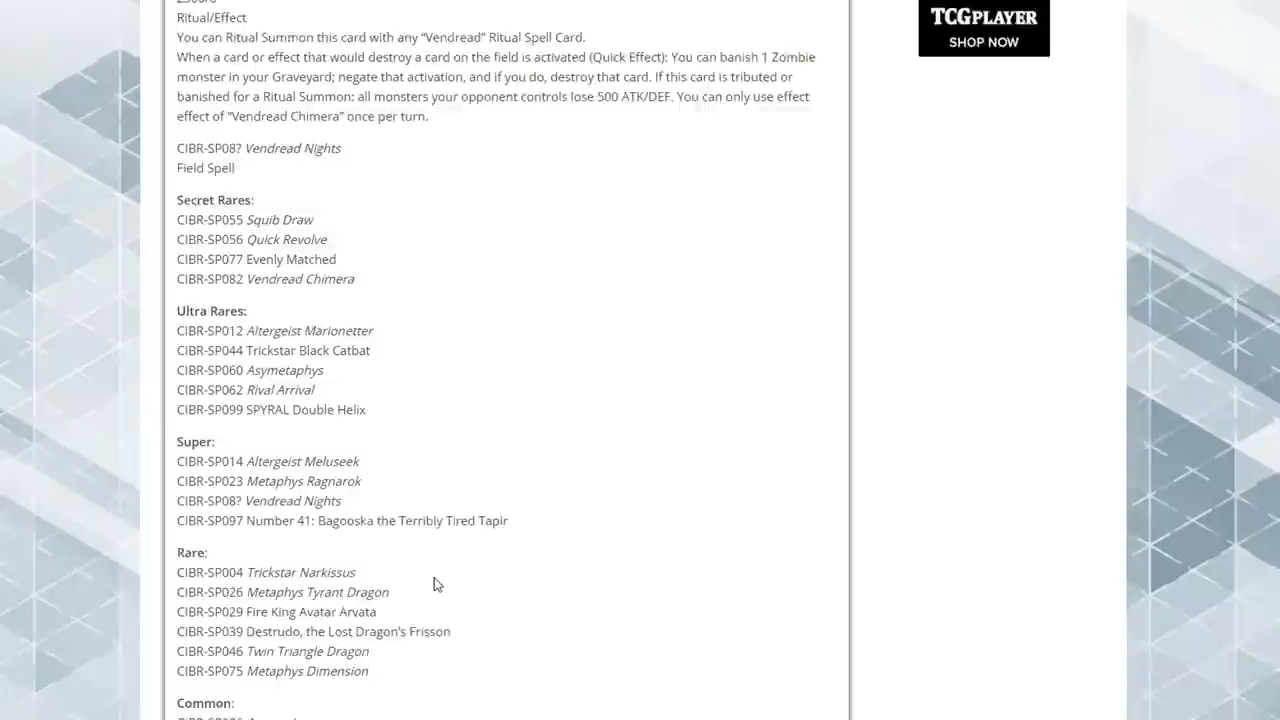 TCGPLAYER
SHOP NOW
Ritual/Effect
You can Ritual Summon this card with any “Vendread” Ritual Spell Card.
When a card or effect that would destroy a card on the field is activated (Quick Effect): You can banish 1 Zombie
monster in your Graveyard; negate that activation, and if you do, destroy that card. If this card is tributed or
banished for a Ritual Summon: all monsters your opponent controls lose 500 ATK/DEF. You can only use effect
effect of “Vendread Chimera” once per turn.
CIBR-SP08? Vendread Nights
Field Spell
Secret Rares:
CIBR-SP055 Squib Draw
CIBR-SP056 Quick Revolve
CIBR-SP077 Evenly Matched
CIBR-SP082 Vendread Chimera
Ultra Rares:
CIBR-SP012 Altergeist Marionetter
CIBR-SP044 Trickstar Black Catbat
CIBR-SP060 Asymetaphys
CIBR-SP062 Rival Arrival
CIBR-SP099 SPYRAL Double Helix
Super:
CIBR-SP014 Altergeist Meluseek
CIBR-SP023 Metaphys Ragnarok
CIBR-SP08? Vendread Nights
CIBR-SP097 Number 41: Bagooska the Terribly Tired Tapir
Rare:
CIBR-SP004 Trickstar Narkissus
CIBR-SP026 Metaphys Tyrant Dragon
CIBR-SP029 Fire King Avatar Arvata
CIBR-SP039 Destrudo, the Lost Dragon's Frisson
CIBR-SP046 Twin Triangle Dragon
CIBR-SP075 Metaphys Dimension
Common: